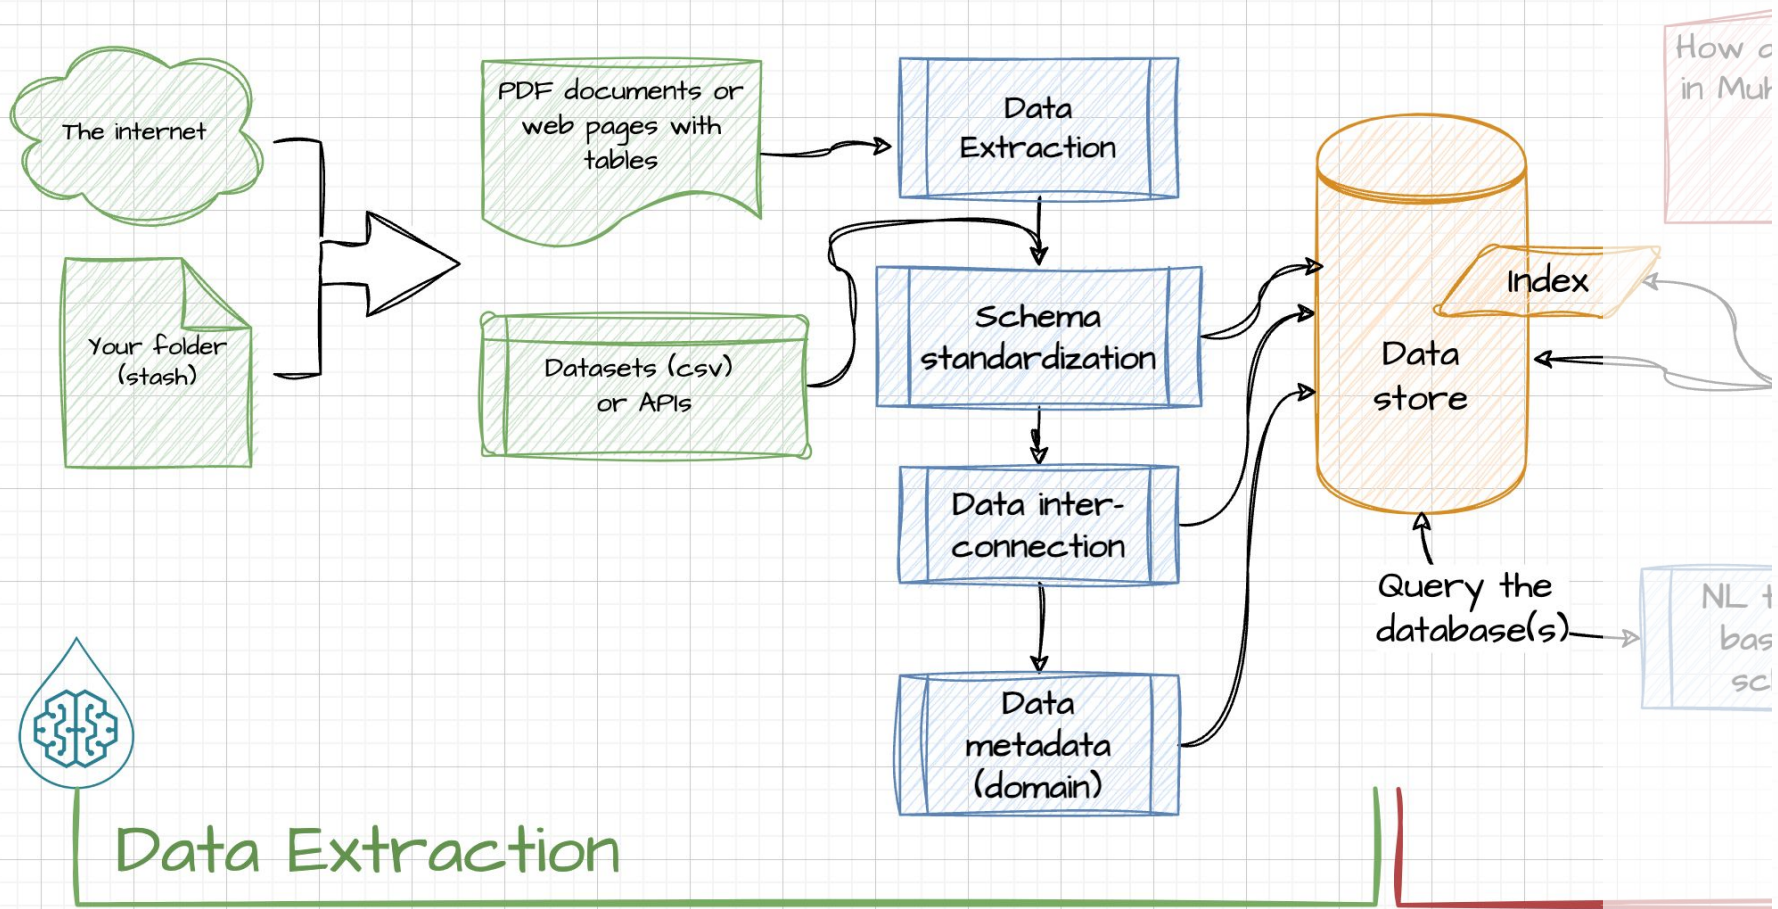 The internet
Your folder
(stash)
PDF documents or
web pages with
tables
Datasets (csv)
or APIs
Data
Extraction
Schema
standardization
Data inter-
connection
Data
metadata
(domain)
Index
Data
store
Query the
database(s)
How
in
NL
Data Extraction